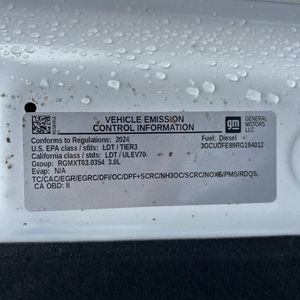 VEHICLE EMISSION
CONTROL INFORMATION
gm
GENERAL
MOTORS
LLC
Conforms to Regulations: 2024
Fuel: Diesel
U.S. EPA class / stds: LDT / TIER3
3GCUDFE89RG194012
California class / stds: LDT / ULEV70
Group: RGMXT03.0354 3.0L
Evap: N/A
TC/CAC/EGR/EGRC/DFI/OC/DPF+SCRC/NH3OC/SCRC/NOXS/PMS/RDQS,
CA OBD: II